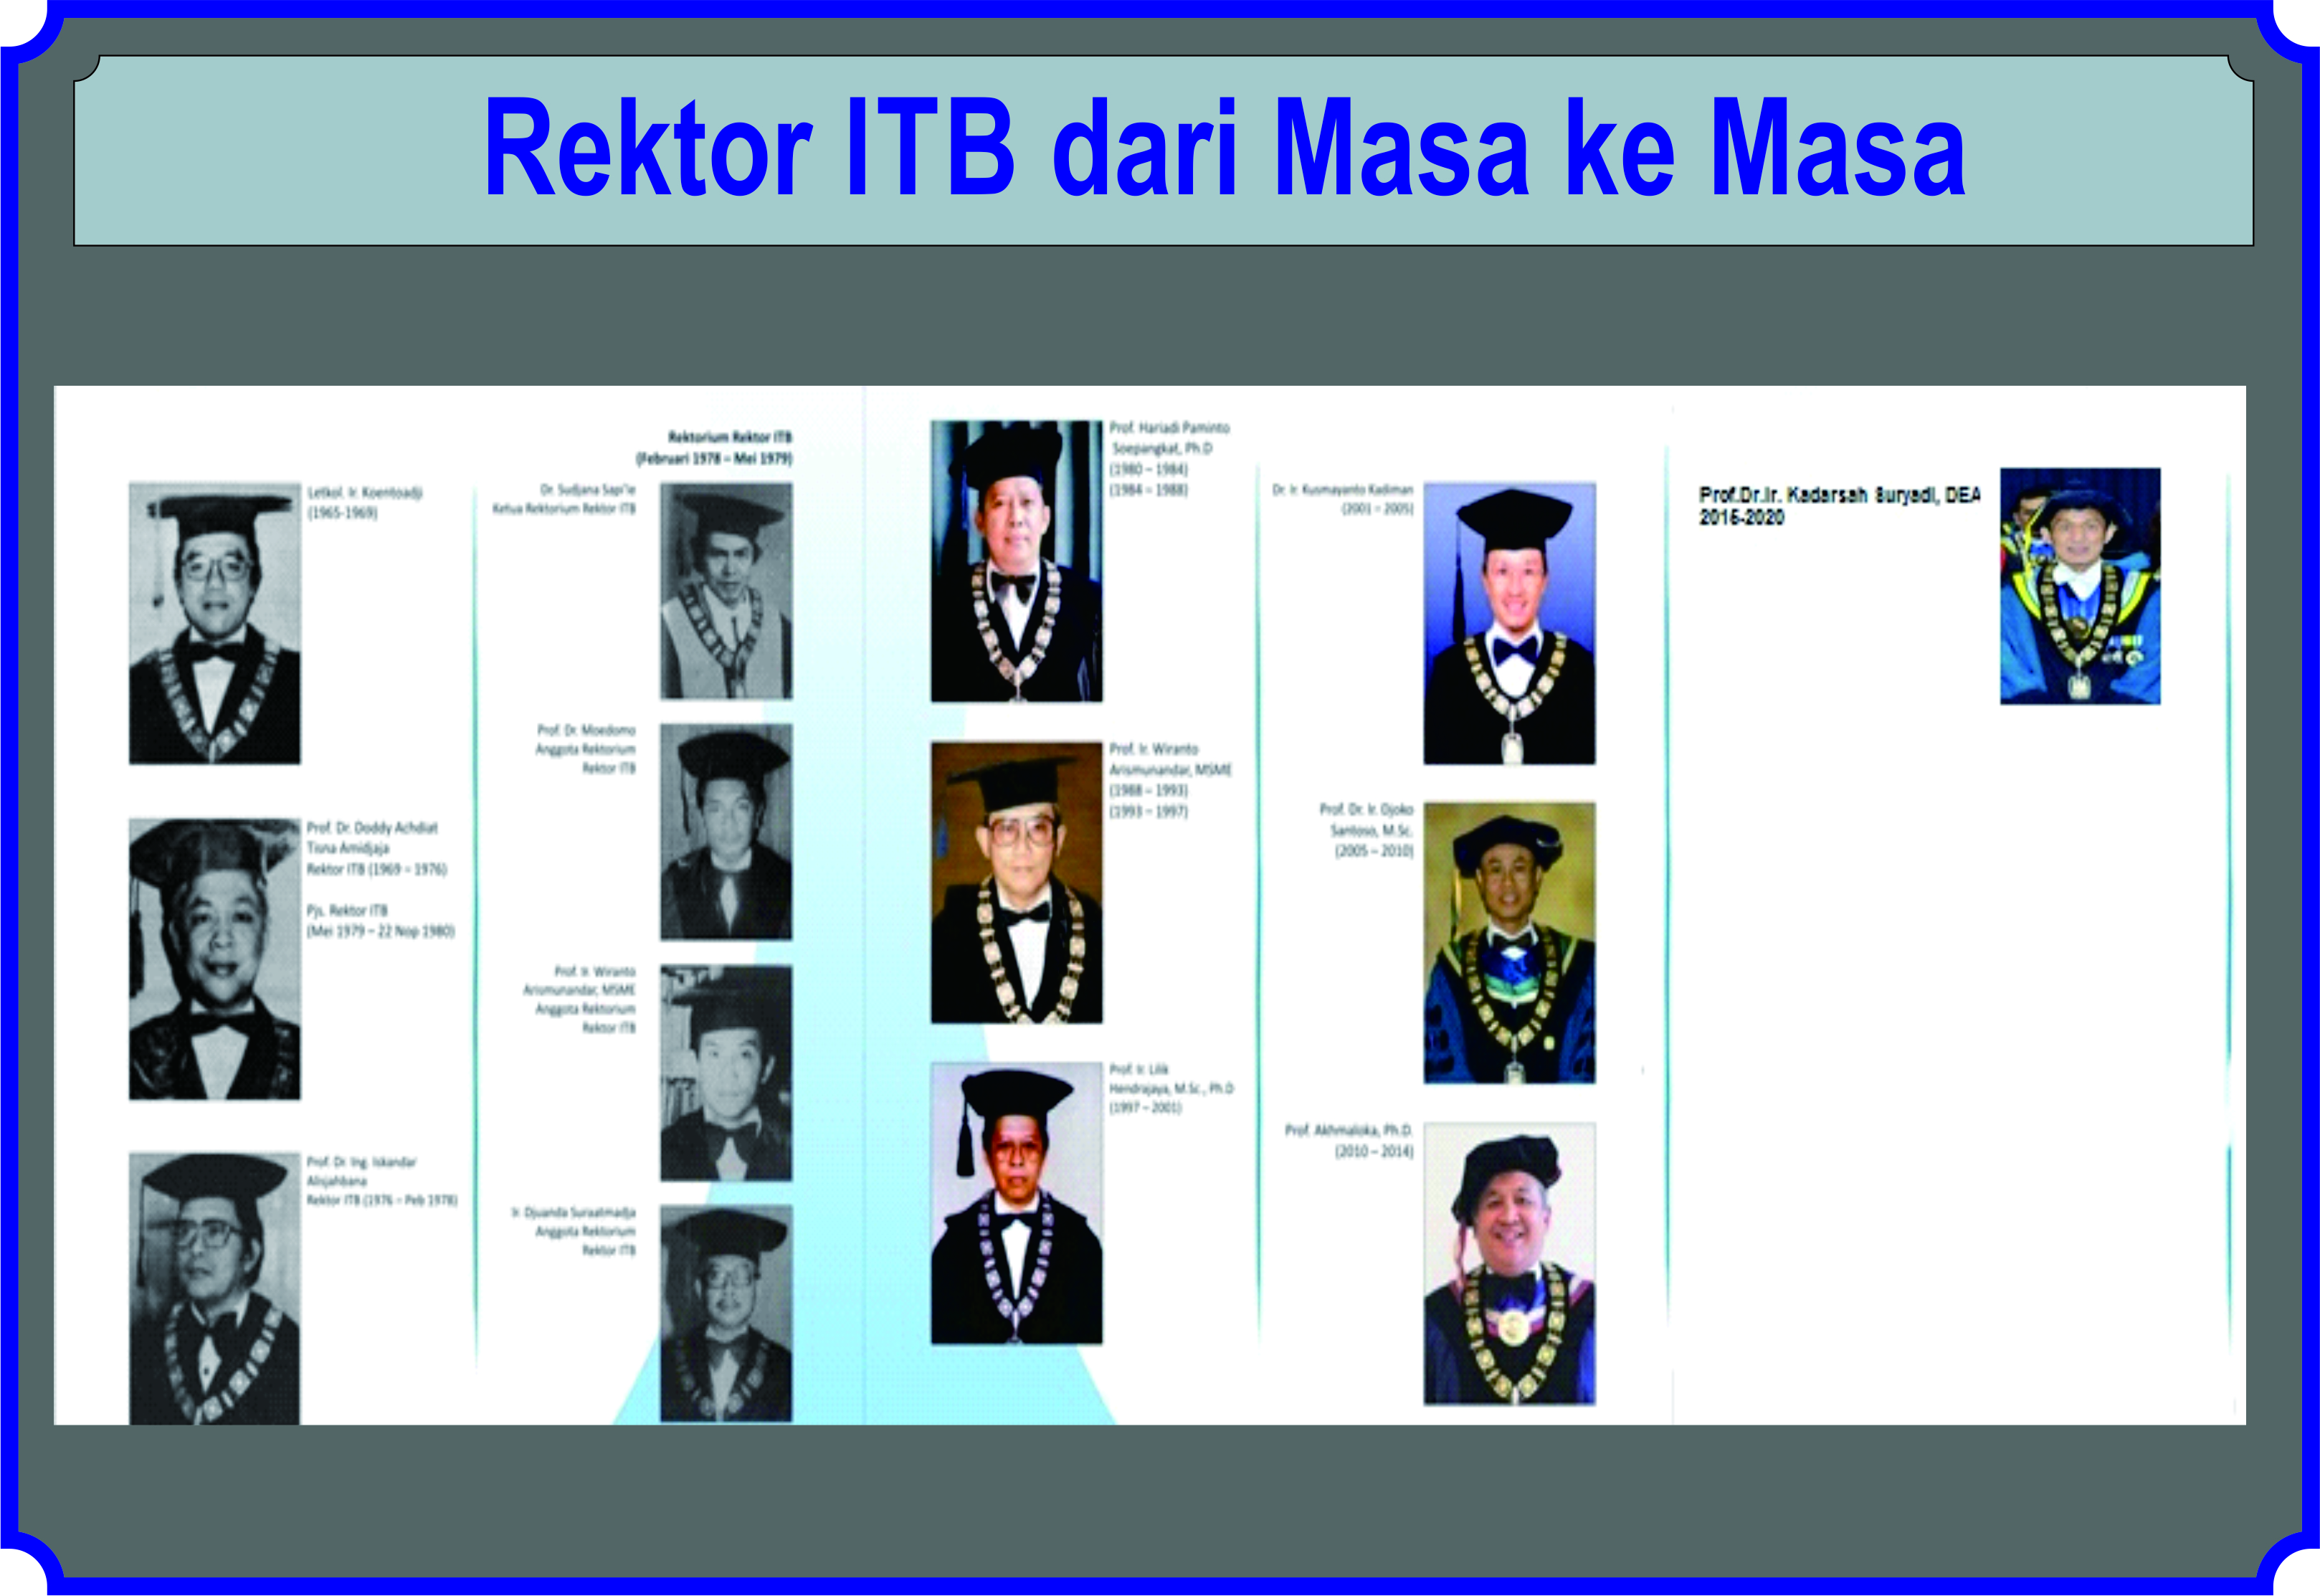 Rektor ITB dari Masa ke Masa
Letkol. Ir. Koentoadji
(1965-1969)
Prof. Dr. Doddy Achdiat
Tisna Amidjaja
Rektor ITB (1969 – 1976)
Pjs. Rektor ITB
(Mei 1979 – 22 Nop 1980)
Prof. Dr. Ing. Iskandar
Alisjahbana
Rektor ITB (1976 – Peb 1978)
Rektorium Rektor ITB
(Februari 1978 – Mei 1979)
Dr. Sudjana Sapi'ie
Ketua Rektorium Rektor ITB
Prof. Dr. Moedomo
Anggota Rektorium
Rektor ITB
Prof. Ir. Wiranto
Arismunandar, MSME
Anggota Rektorium
Rektor ITB
Ir. Djuanda Suraatmadja
Anggota Rektorium
Rektor ITB
Prof. Hariadi Paminto
Soepangkat, Ph.D
(1980 – 1984)
(1984 – 1988)
Prof. Ir. Wiranto
Arismunandar, MSME
(1988 – 1993)
(1993 – 1997)
Prof. Ir. Lilik
Hendrajaya, M.Sc., Ph.D
(1997 – 2001)
Dr. Ir. Kusmayanto Kadiman
(2001 – 2005)
Prof. Dr. Ir. Djoko
Santoso, M.Sc.
(2005 – 2010)
Prof. Akhmaloka, Ph.D.
(2010 – 2014)
Prof.Dr.Ir. Kadarsah Suryadi, DEA
2015-2020